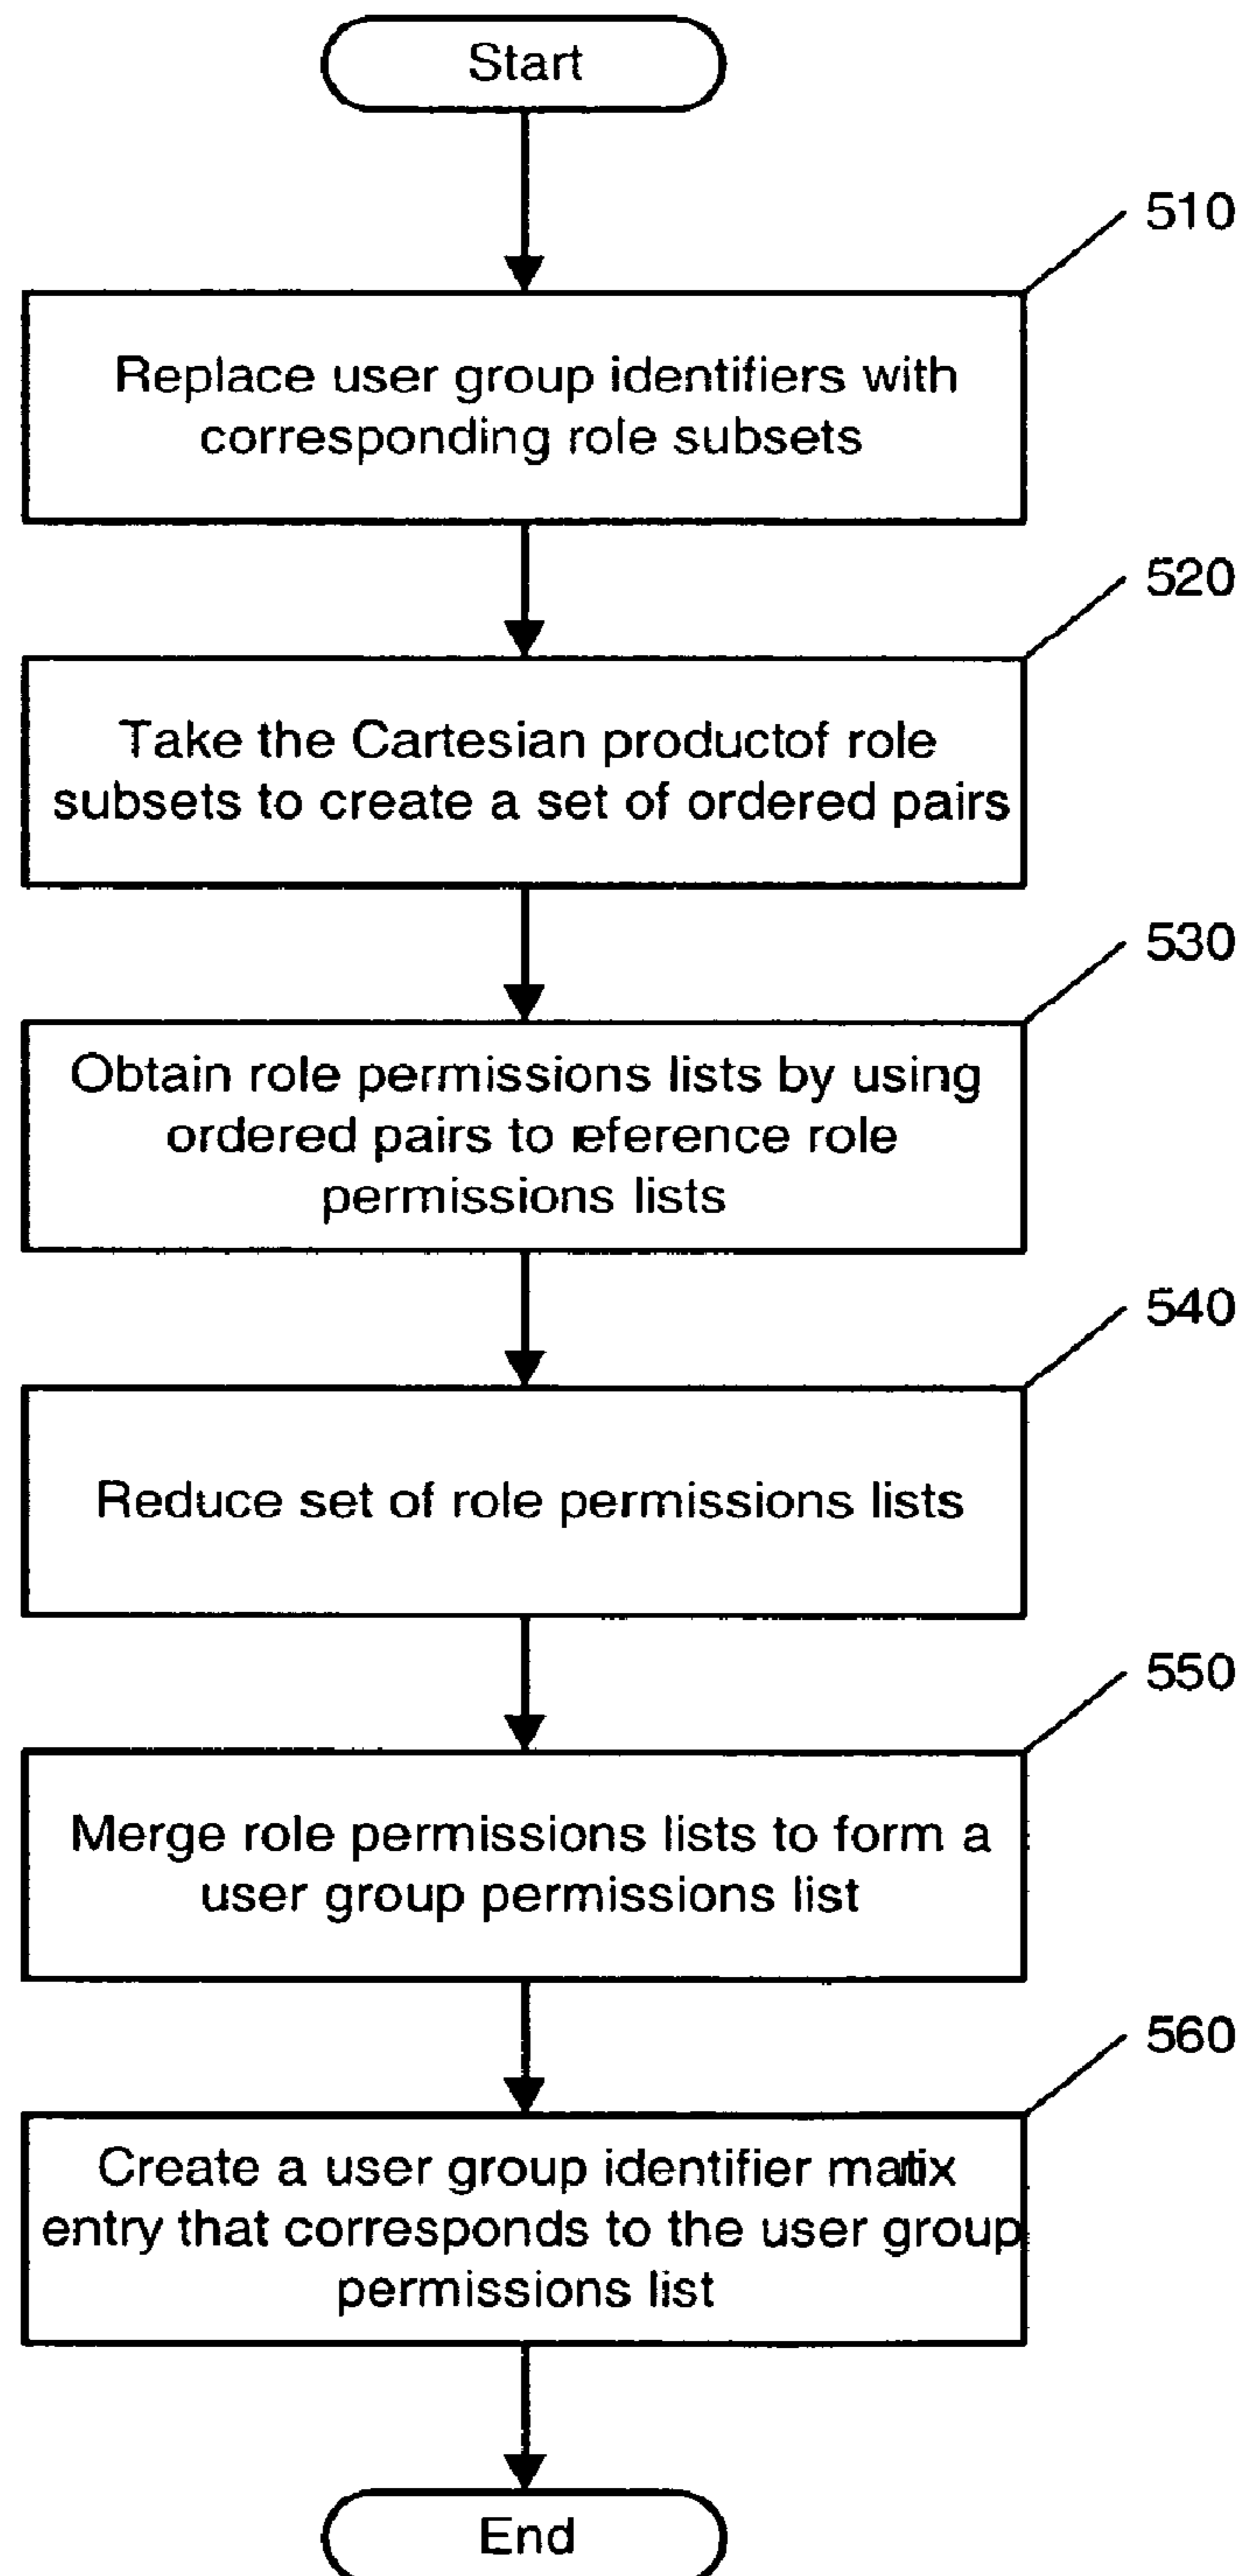 Start
510
Replace user group identifiers with
corresponding role subsets
520
Take the Cartesian productof role
subsets to create a set of ordered pairs
530
Obtain role permissions lists by using
ordered pairs to reference role
permissions lists
540
Reduce set of role permissions lists
550
Merge role permissions lists to form a
user group permissions list
560
Create a user group identifier matrix
entry that corresponds to the user group
permissions list
End